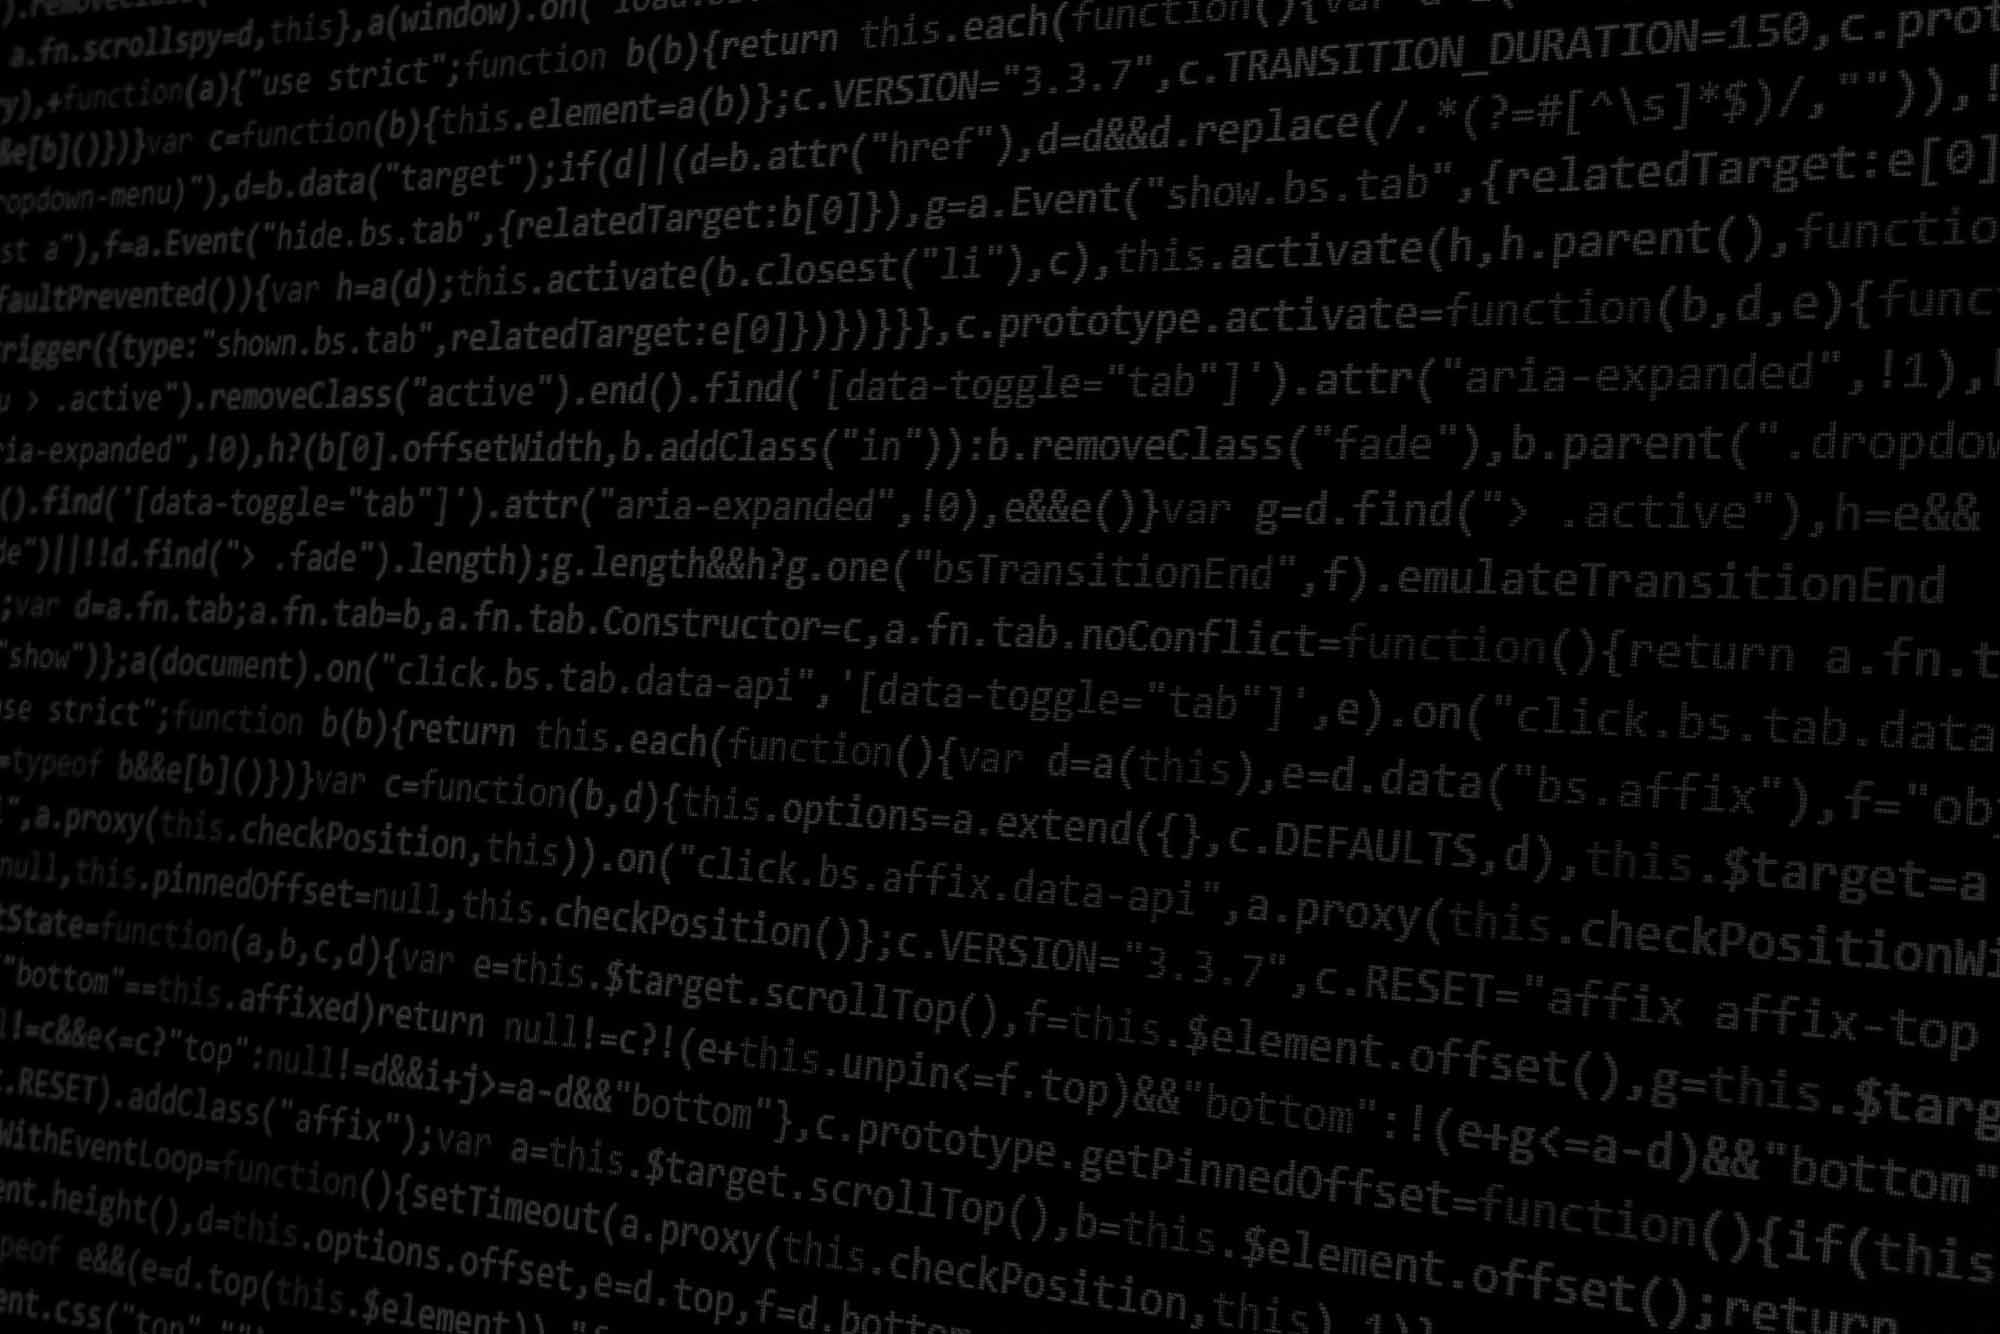 ).removeClass(
a.fn.scrollspy=d,this},a(window).on("load.bs
y),+function(a){"use strict";function b(b){return this.each(function(){var
&e[b]()})}var c=function(b){this.element=a(b)};c.VERSION="3.3.7",c.TRANSITION_DURATION=150,c.prot
ropdown-menu)"),d=b.data("target");if(d||(d=b.attr("href"),d=d&&d.replace(/.*(?=#[^\s]*$)/,"")),!
st a"),f=a.Event("hide.bs.tab",{relatedTarget:b[0]}),g=a.Event("show.bs.tab",{relatedTarget:e[0]
faultPrevented()){var h=a(d);this.activate(b.closest("li"),c),this.activate(h,h.parent(),functio
rigger({type:"shown.bs.tab",relatedTarget:e[0]})})}}},c.prototype.activate=function(b,d,e){func
u > .active").removeClass("active").end().find('[data-toggle="tab"]').attr("aria-expanded",!1),
ria-expanded",!0),h?(b[0].offsetWidth,b.addClass("in")):b.removeClass("fade"),b.parent(".dropdow
().find('[data-toggle="tab"]').attr("aria-expanded",!0),e&&e()}var g=d.find("> .active"),h=e&&
de")||!!d.find("> .fade").length);g.length&&h?g.one("bsTransitionEnd",f).emulateTransitionEnd
;var d=a.fn.tab;a.fn.tab=b,a.fn.tab.Constructor=c,a.fn.tab.noConflict=function(){return a.fn.t
"show")};a(document).on("click.bs.tab.data-api",'[data-toggle="tab"]',e).on("click.bs.tab.data
se strict";function b(b){return this.each(function(){var d=a(this),e=d.data("bs.affix"),f="ob
=typeof b&&e[b]()})}var c=function(b,d){this.options=a.extend({},c.DEFAULTS,d),this.$target=a
",a.proxy(this.checkPosition,this)).on("click.bs.affix.data-api",a.proxy(this.checkPositionWi
null,this.pinnedOffset=null,this.checkPosition()};c.VERSION="3.3.7",c.RESET="affix affix-top
tState=function(a,b,c,d){var e=this.$target.scrollTop(),f=this.$element.offset(),g=this.$targ
"bottom"==this.affixed)return null!=c?!(e+this.unpin<=f.top)&&"bottom":!(e+g<=a-d)&&"bottom"
l!=c&&e<=c?"top":null!=d&&i+j>=a-d&&"bottom"},c.prototype.getPinnedOffset=function(){if(this
.RESET).addClass("affix");var a=this.$target.scrollTop(),b=this.$element.offset();return
WithEventLoop=function(){setTimeout(a.proxy(this.checkPosition,this),1)}
ent.height(),d=this.options.offset,e=d.top,f=d.bottom
peof e&&(e=d.top(this.$element)),"f
ent.css("top","")